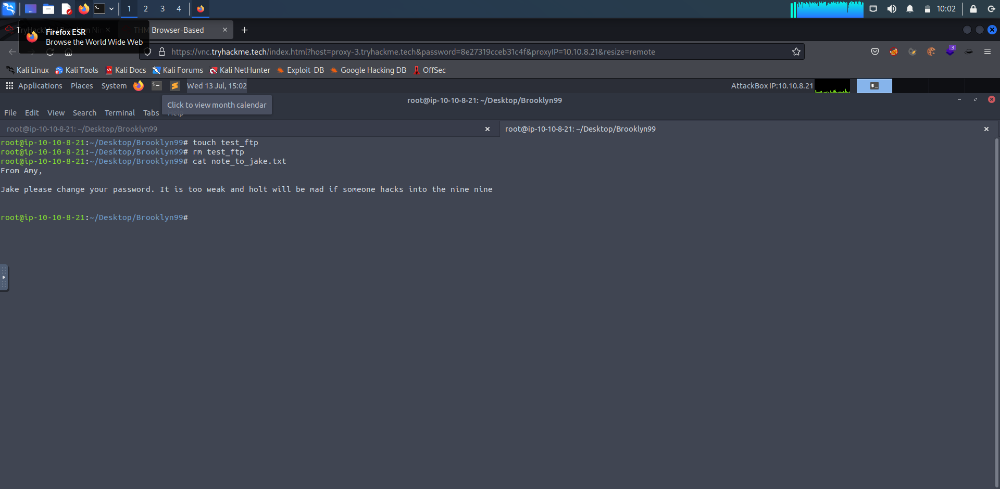 1 2 3 4 10:02
Firefox ESR
Browse the World Wide Web
THM Browser-Based
https://vnc.tryhackme.tech/index.html?host=proxy-3.tryhackme.tech&password=8e27319cceb31c4f&proxyIP=10.10.8.21&resize=remote
3
Kali Linux Kali Tools Kali Docs Kali Forums Kali NetHunter Exploit-DB Google Hacking DB OffSec
Applications Places System Wed 13 Jul, 15:02 AttackBox IP:10.10.8.21
Click to view month calendar
root@ip-10-10-8-21: ~/Desktop/Brooklyn99
File Edit View Search Terminal Tabs Help
root@ip-10-10-8-21: ~/Desktop/Brooklyn99 root@ip-10-10-8-21: ~/Desktop/Brooklyn99
root@ip-10-10-8-21:~/Desktop/Brooklyn99# touch test_ftp
root@ip-10-10-8-21:~/Desktop/Brooklyn99# rm test_ftp
root@ip-10-10-8-21:~/Desktop/Brooklyn99# cat note_to_jake.txt
From Amy,
Jake please change your password. It is too weak and holt will be mad if someone hacks into the nine nine
root@ip-10-10-8-21:~/Desktop/Brooklyn99#